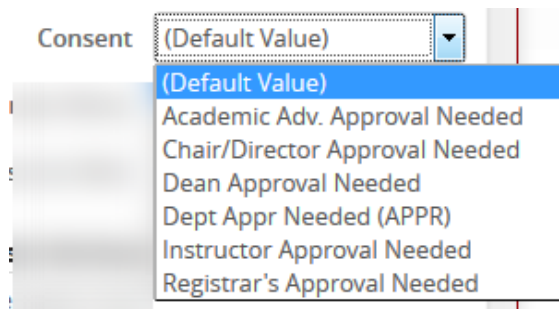 Consent (Default Value)
(Default Value)
Academic Adv. Approval Needed
Chair/Director Approval Needed
Dean Approval Needed
Dept Appr Needed (APPR)
Instructor Approval Needed
Registrar's Approval Needed